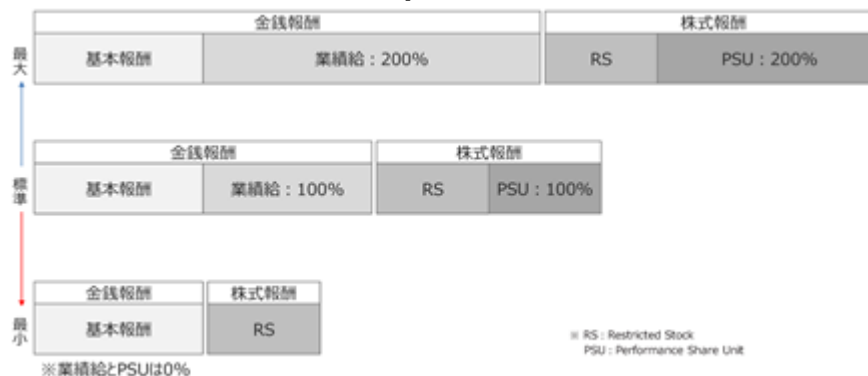 金銭報酬 株式報酬
最大 基本報酬 業績給：200% RS PSU：200%
金銭報酬 株式報酬
標準 基本報酬 業績給：100% RS PSU：100%
金銭報酬 株式報酬
最小 基本報酬 RS
※業績給とPSUは0%
※ RS : Restricted Stock
PSU : Performance Share Unit